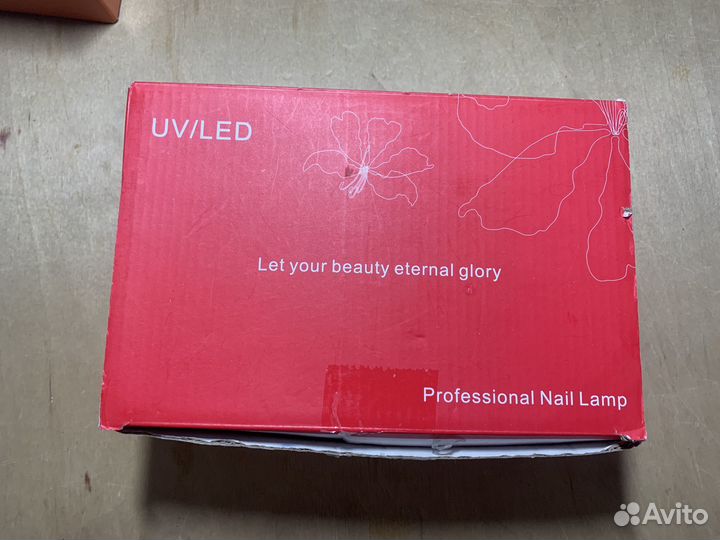 UV/LED
Let your beauty eternal glory
Professional Nail Lamp
Avito